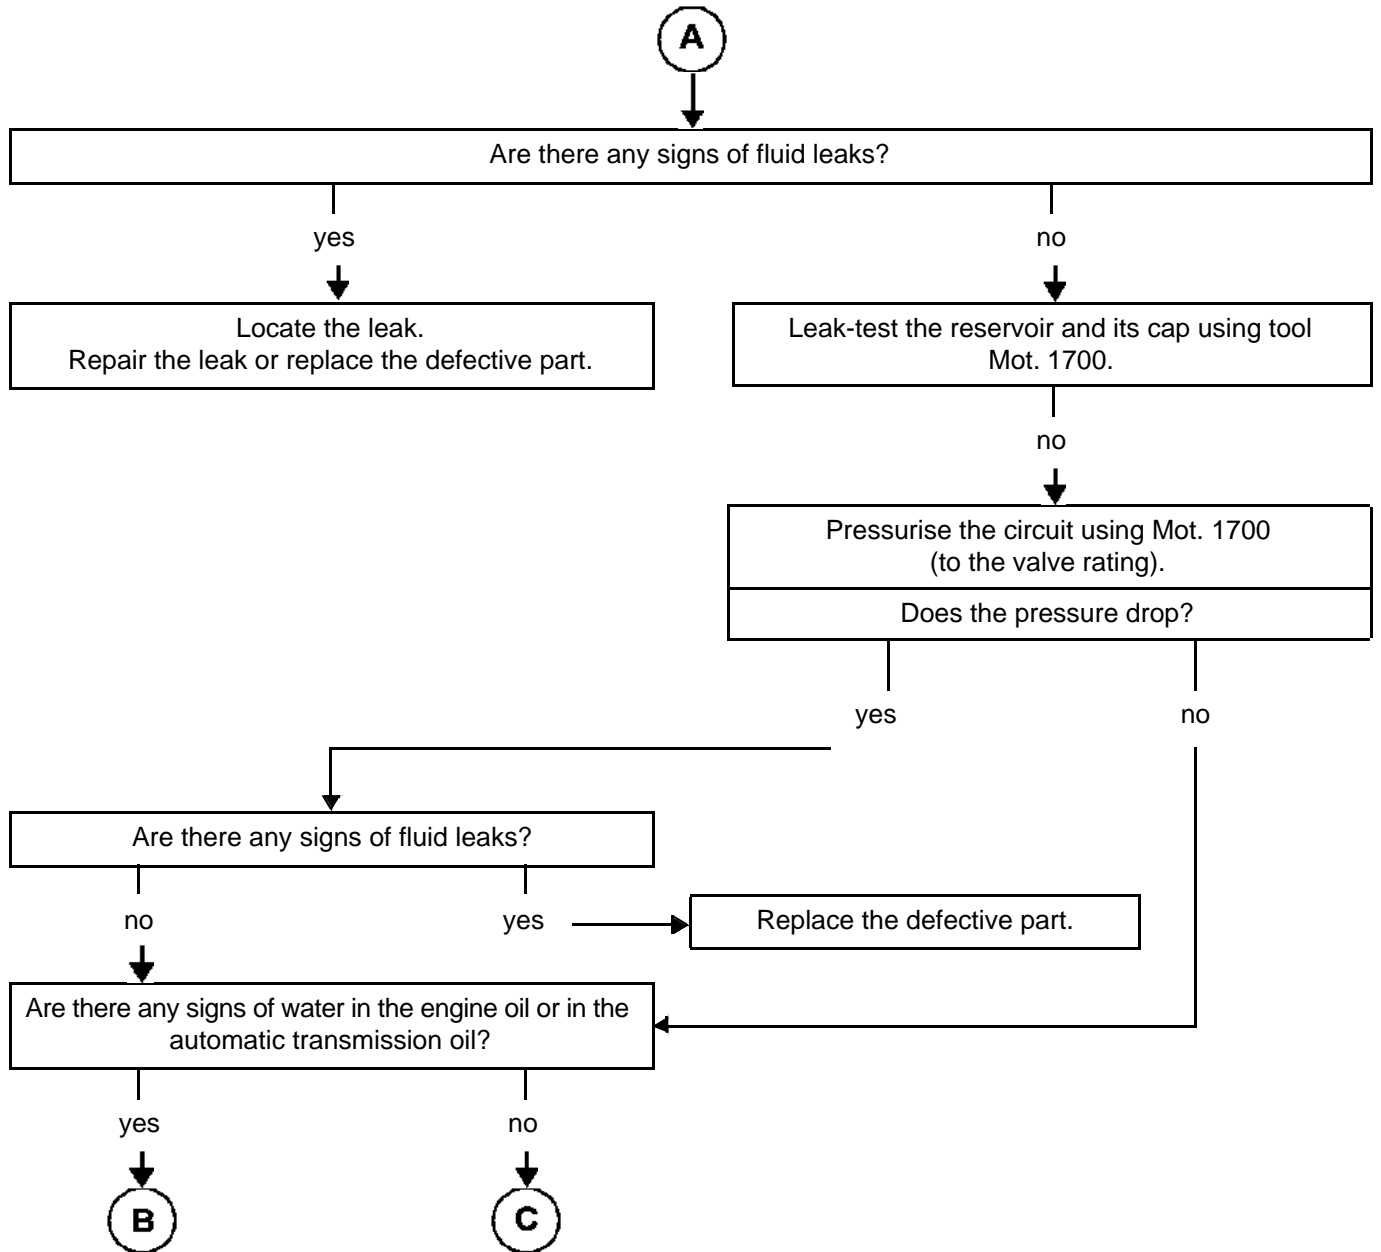 A
Are there any signs of fluid leaks?
yes
no
Locate the leak.
Repair the leak or replace the defective part.
Leak-test the reservoir and its cap using tool
Mot. 1700.
no
Pressurise the circuit using Mot. 1700
(to the valve rating).
Does the pressure drop?
yes
no
Are there any signs of fluid leaks?
no
yes
Replace the defective part.
Are there any signs of water in the engine oil or in the
automatic transmission oil?
yes
no
B
C